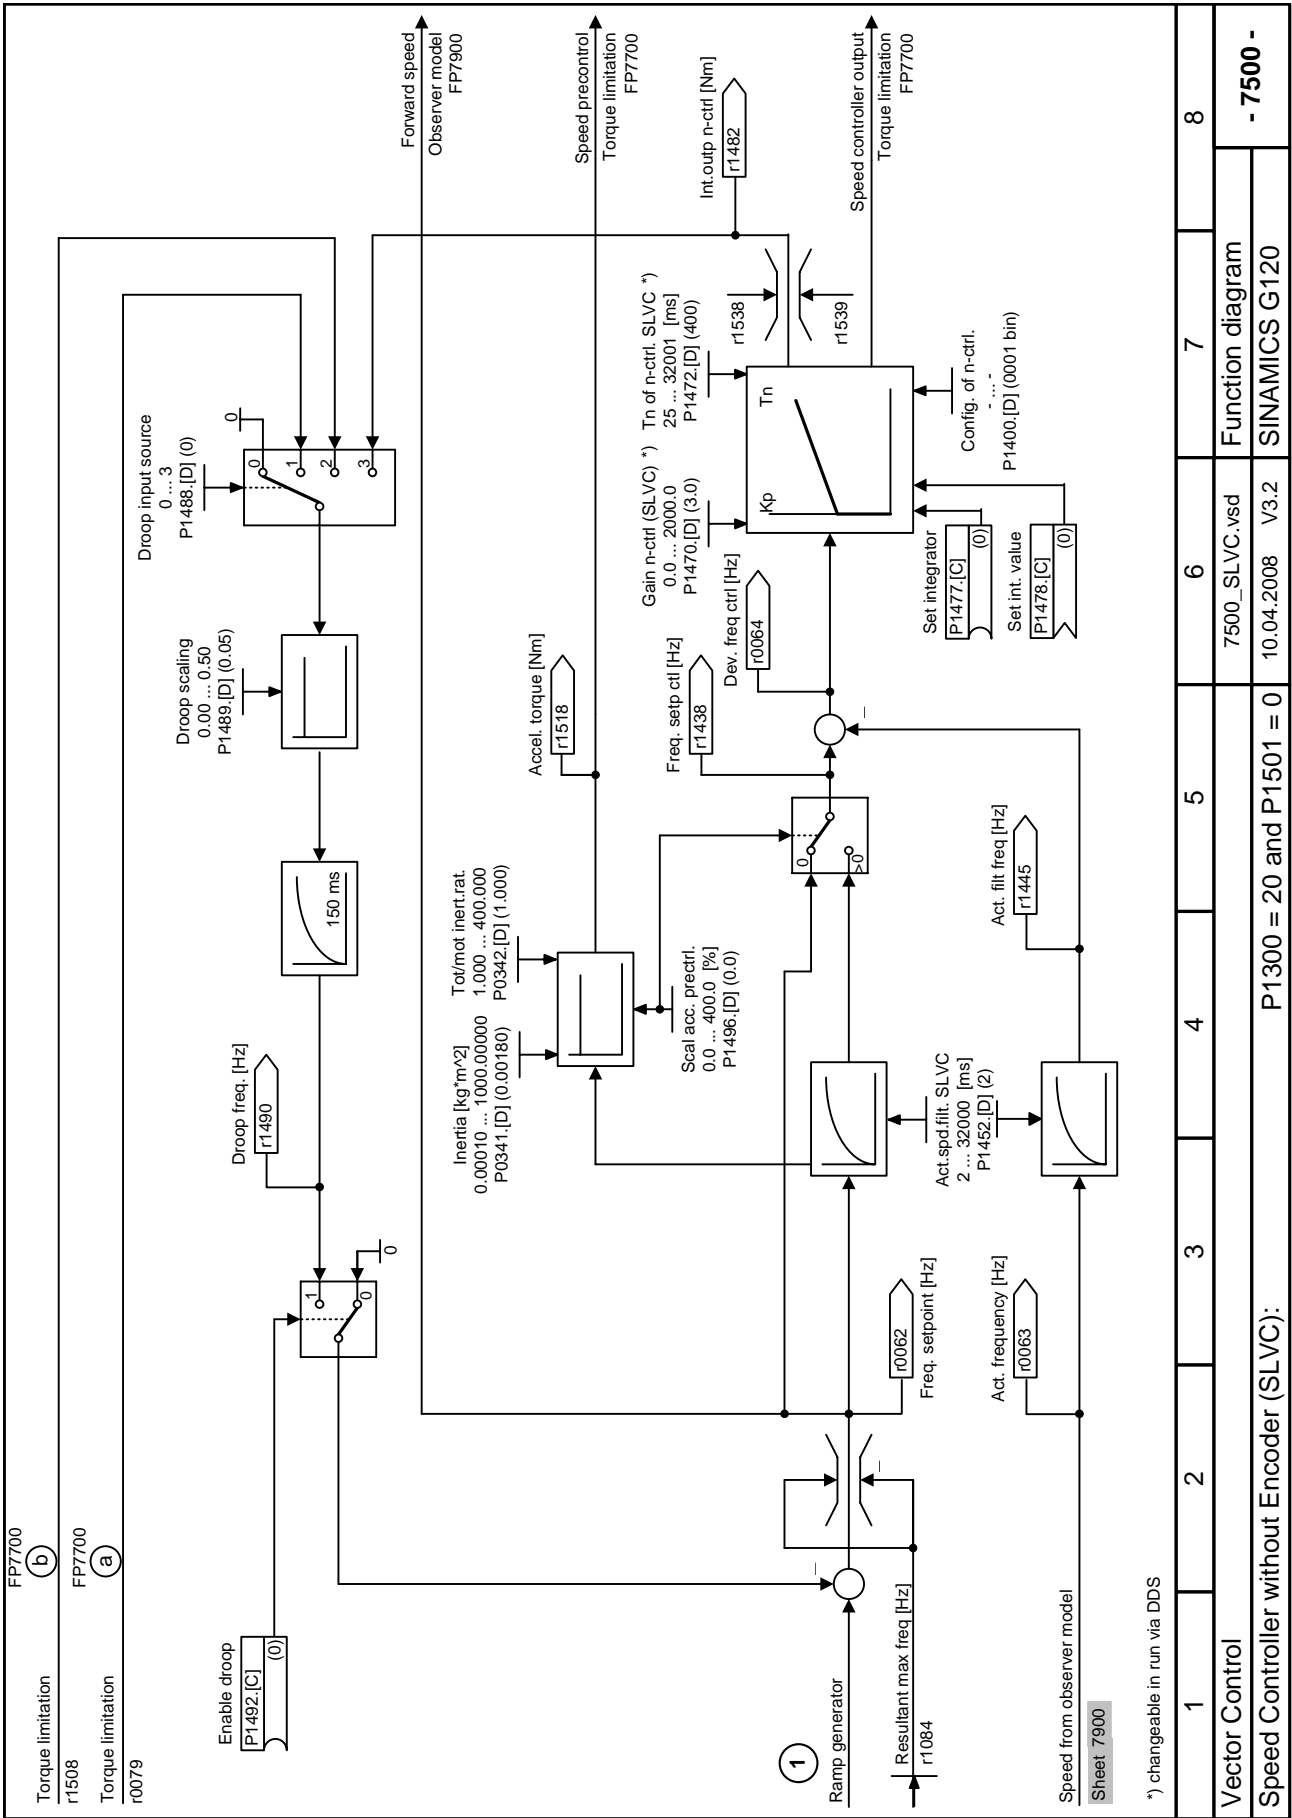 FP7700
b
Torque limitation
r1508
FP7700
a
Torque limitation
r0079
Enable droop
P1492.[C]
(0)
1
0
0
Droop freq. [Hz]
r1490
150 ms
Droop scaling
0.00 ... 0.50
P1489.[D] (0.05)
Droop input source
0 ... 3
P1488.[D] (0)
0
0
1
2
3
Forward speed
Observer model
FP7900
Inertia [kg*m^2]
0.00010 ... 1000.00000
P0341.[D] (0.00180)
Tot/mot inert.rat.
1.000 ... 400.000
P0342.[D] (1.000)
Accel. torque [Nm]
r1518
Speed precontrol
Torque limitation
FP7700
Scal acc. prectrl.
0.0 ... 400.0 [%]
P1496.[D] (0.0)
Freq. setp ctl [Hz]
r1438
Dev. freq ctrl [Hz]
r0064
Gain n-ctrl (SLVC) *)
0.0 ... 2000.0
P1470.[D] (3.0)
Tn of n-ctrl. SLVC *)
25 ... 32001 [ms]
P1472.[D] (400)
r1538
r1539
Int.outp n-ctrl [Nm]
r1482
Kp
Tn
Speed controller output
Torque limitation
FP7700
1
Ramp generator
–
–
Resultant max freq [Hz]
r1084
r0062
Freq. setpoint [Hz]
0
>0
–
Act.spd.filt. SLVC
2 ... 32000 [ms]
P1452.[D] (2)
Set integrator
P1477.[C]
(0)
Set int. value
P1478.[C]
(0)
Config. of n-ctrl.
- ... -
P1400.[D] (0001 bin)
Act. frequency [Hz]
r0063
Act. filt freq [Hz]
r1445
Speed from observer model
Sheet 7900
*) changeable in run via DDS
1 2 3 4 5 6 7 8
Vector Control
7500_SLVC.vsd
Function diagram
- 7500 -
Speed Controller without Encoder (SLVC):
P1300 = 20 and P1501 = 0
10.04.2008 V3.2
SINAMICS G120